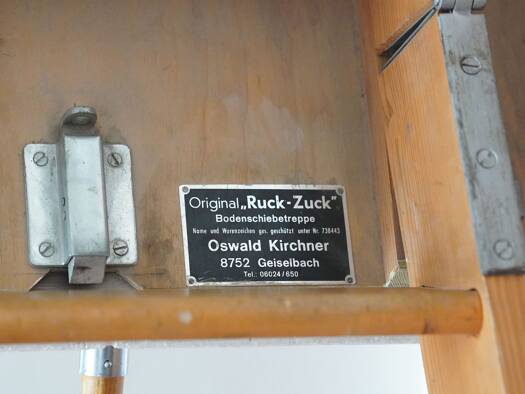 Original „Ruck-Zuck"
Bodenschiebetreppe
Name und Warenzeichen ges. geschützt unter Nr. 738443
Oswald Kirchner
8752 Geiselbach
Tel.: 06024/650